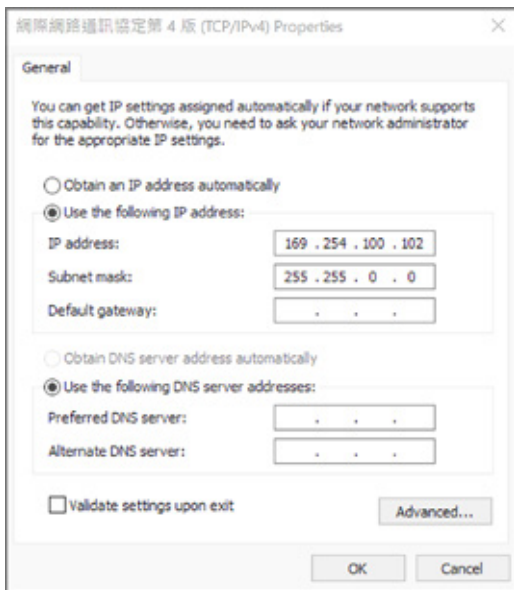 網際網路通訊協定第 4 版 (TCP/IPv4) Properties
General
You can get IP settings assigned automatically if your network supports
this capability. Otherwise, you need to ask your network administrator
for the appropriate IP settings.
Obtain an IP address automatically
Use the following IP address:
IP address: 169 . 254 . 100 . 102
Subnet mask: 255 . 255 . 0 . 0
Default gateway: . . .
Obtain DNS server address automatically
Use the following DNS server addresses:
Preferred DNS server: . . .
Alternate DNS server: . . .
Validate settings upon exit
Advanced...
OK Cancel